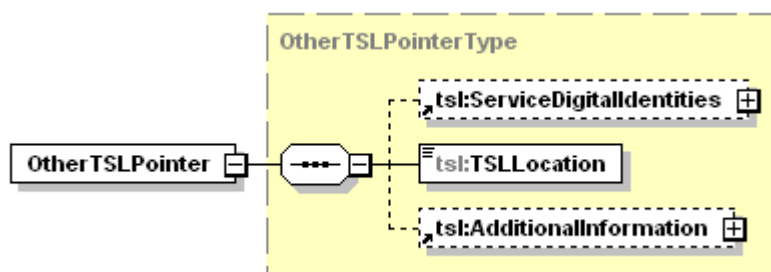 OtherTSLPointerType
tsl:ServiceDigitalIdentities
OtherTSLPointer
tsl:TSLLocation
tsl:AdditionalInformation